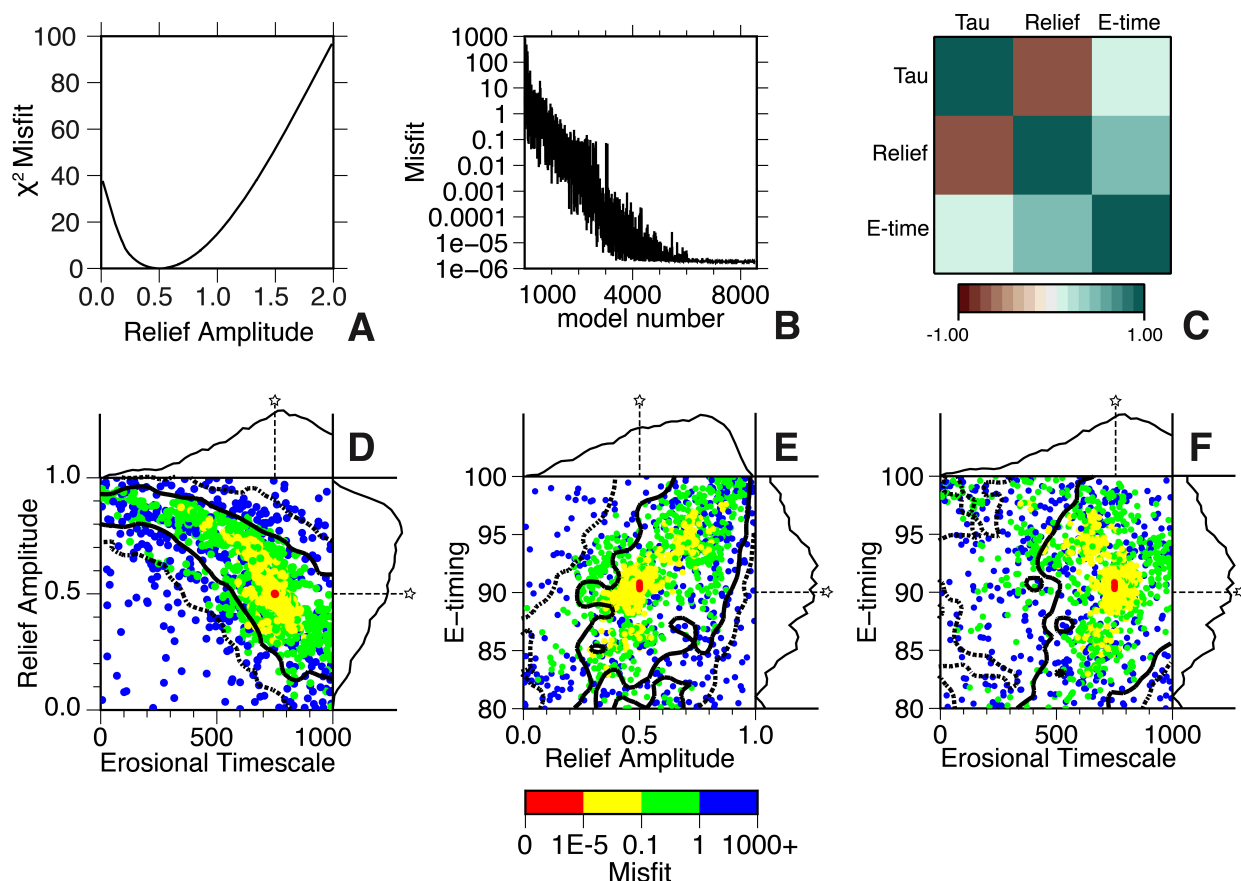 100
80
60
40
20
0
χ² Misfit
0.0 0.5 1.0 1.5 2.0
Relief Amplitude
A
1000
100
10
1
0.1
0.01
0.001
0.0001
1e−05
1e−06
Misfit
1000 4000 8000
model number
B
Tau Relief E-time
Tau
Relief
E-time
-1.00 1.00
C
D
1.0
0.5
0.0
Relief Amplitude
0 500 1000
Erosional Timescale
E
100
95
90
85
80
E-timing
0.0 0.5 1.0
Relief Amplitude
F
100
95
90
85
80
E-timing
0 500 1000
Erosional Timescale
0 1E-5 0.1 1 1000+
Misfit